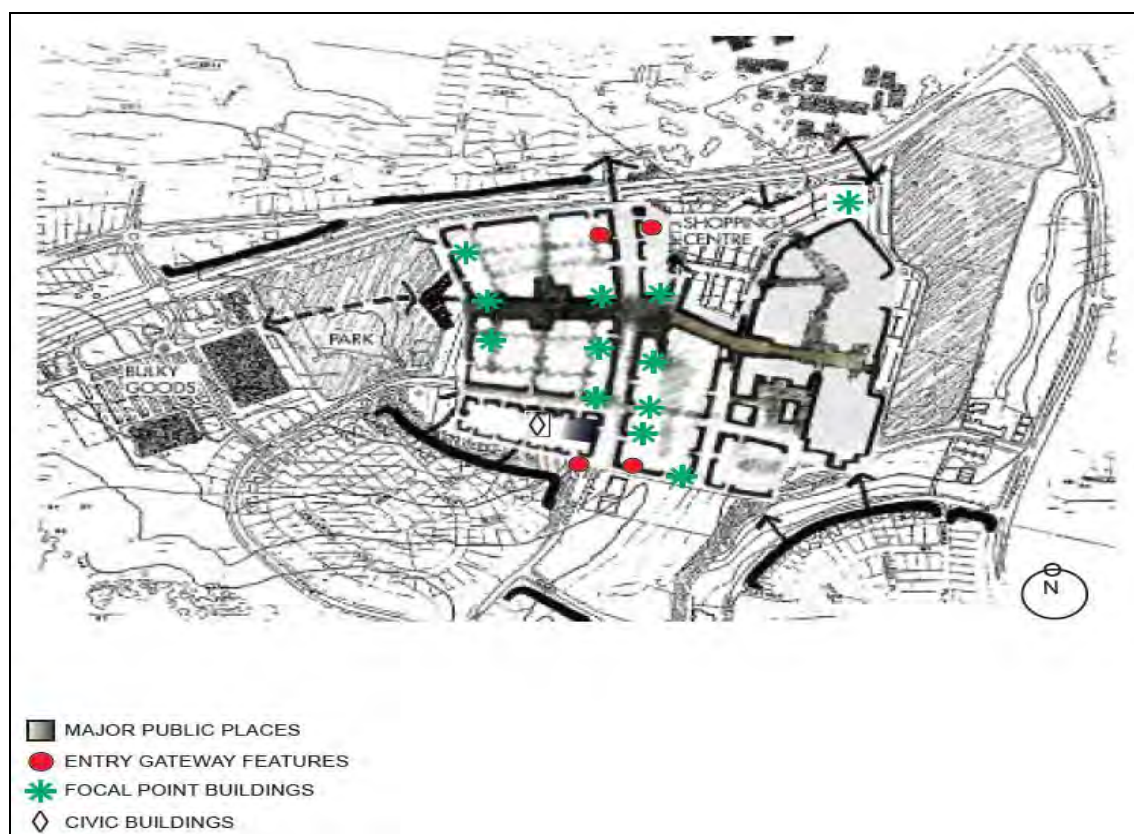 SHOPPING
CENTRE
PARK
BULKY
GOODS
N
MAJOR PUBLIC PLACES
ENTRY GATEWAY FEATURES
FOCAL POINT BUILDINGS
CIVIC BUILDINGS